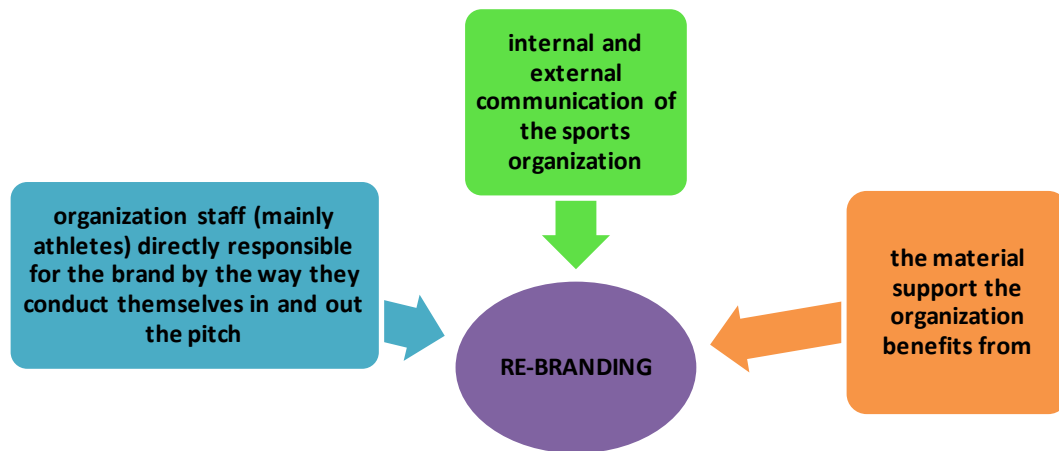 internal and
external
communication of
the sports
organization
organization staff (mainly
athletes) directly responsible
for the brand by the way they
conduct themselves in and out
the pitch
the material
support the
organization
benefits from
RE-BRANDING